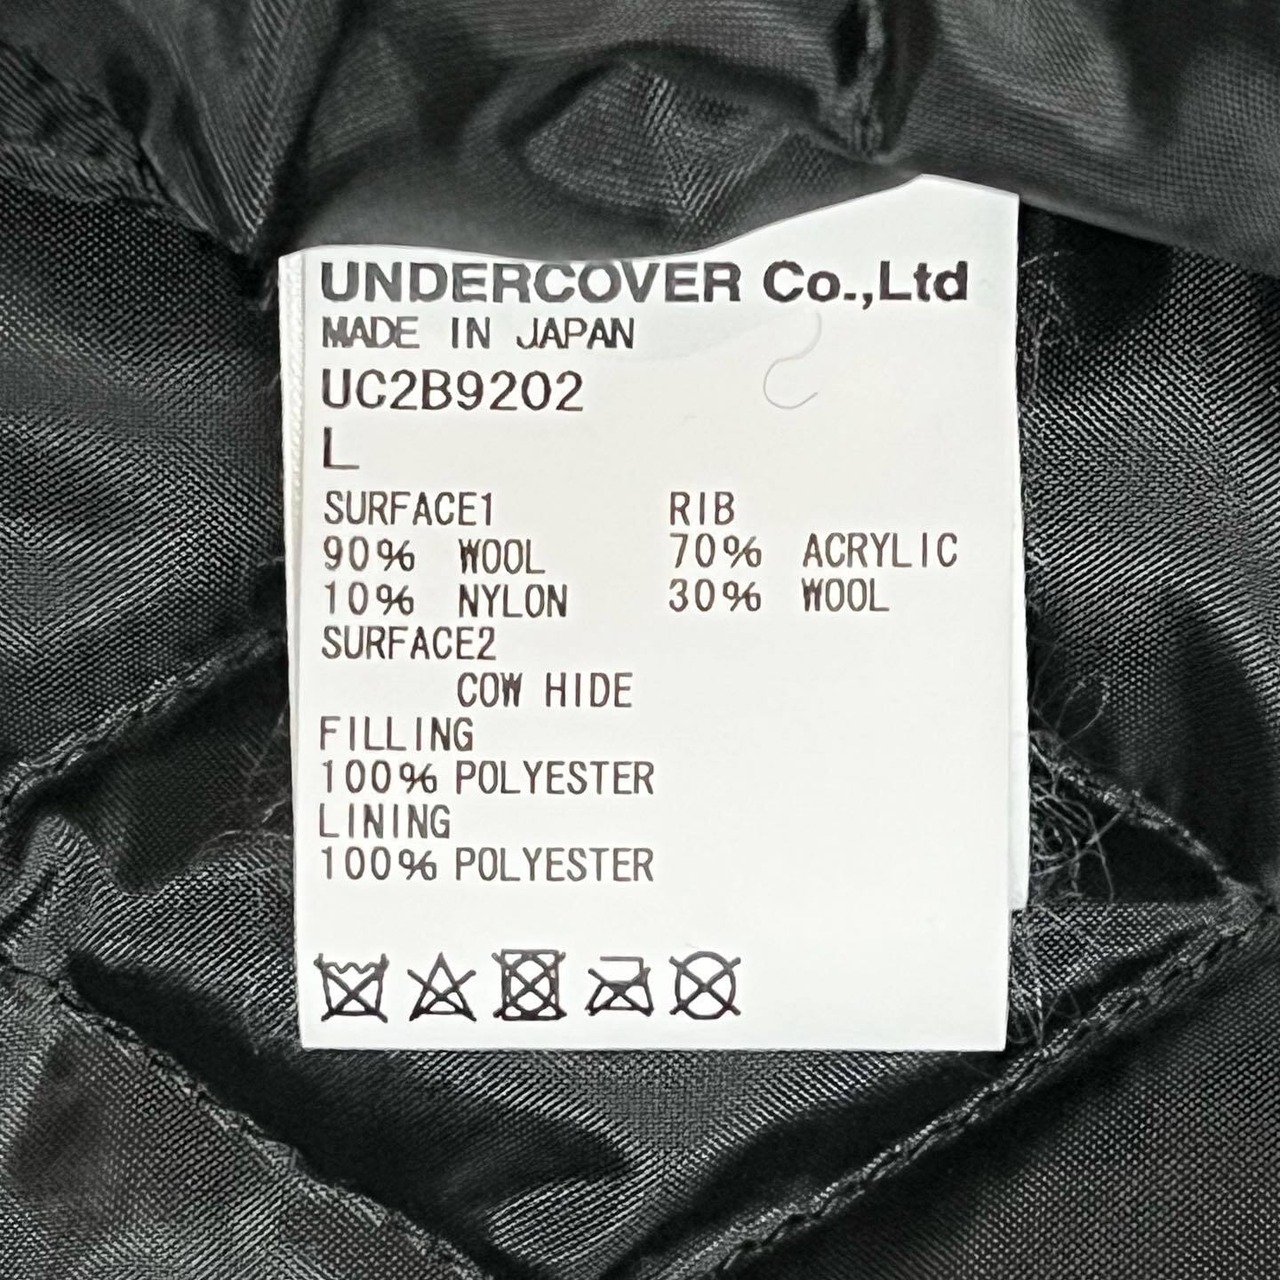 UNDERCOVER Co.,Ltd
MADE IN JAPAN
UC2B9202
L
SURFACE1
90% WOOL
10% NYLON
SURFACE2
COW HIDE
FILLING
100% POLYESTER
LINING
100% POLYESTER
RIB
70% ACRYLIC
30% WOOL